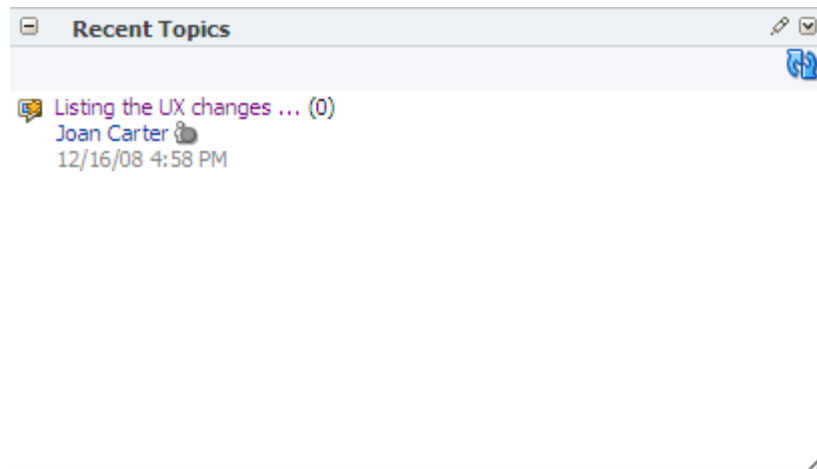 Recent Topics
Listing the UX changes ... (0)
Joan Carter
12/16/08 4:58 PM